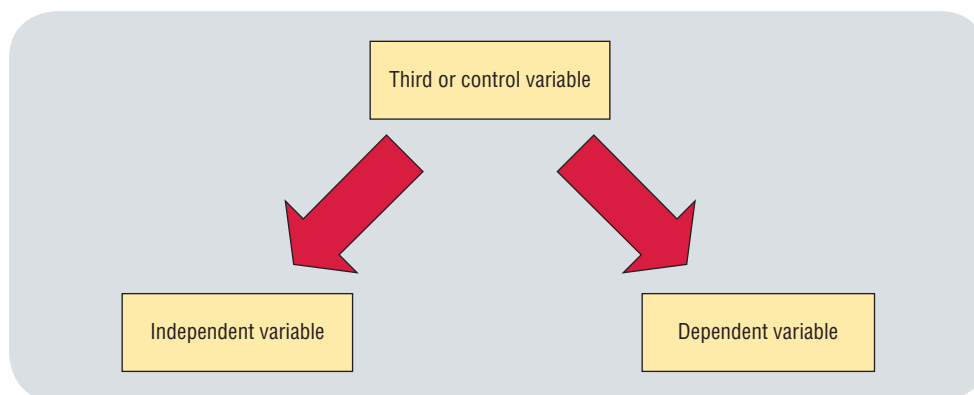 Third or control variable
Independent variable
Dependent variable